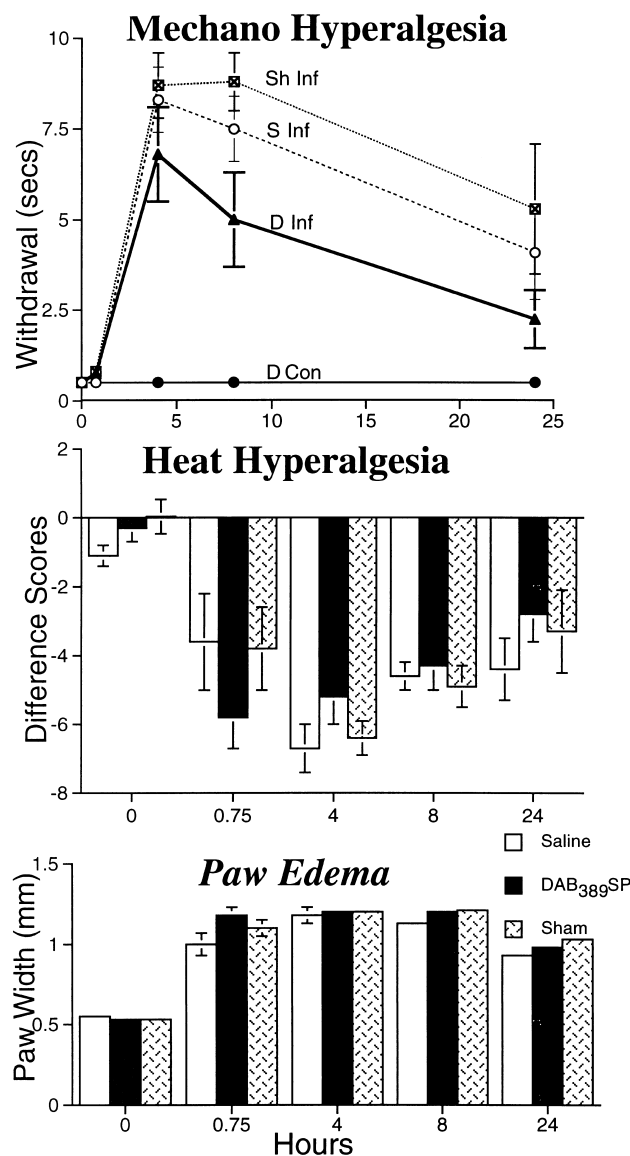 Mechano Hyperalgesia
Withdrawal (secs)
10
7.5
5
2.5
0
Sh Inf
S Inf
D Inf
D Con
0 5 10 15 20 25
Heat Hyperalgesia
Difference Scores
2
0
-2
-4
-6
-8
0 0.75 4 8 24
Saline
DAB389SP
Sham
Paw Edema
Paw Width (mm)
1.5
1
0.5
0
0 0.75 4 8 24
Hours